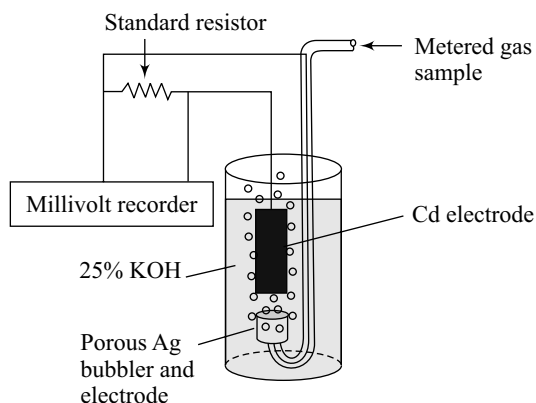 Standard resistor
Metered gas
sample
Millivolt recorder
Cd electrode
25% KOH
Porous Ag
bubbler and
electrode